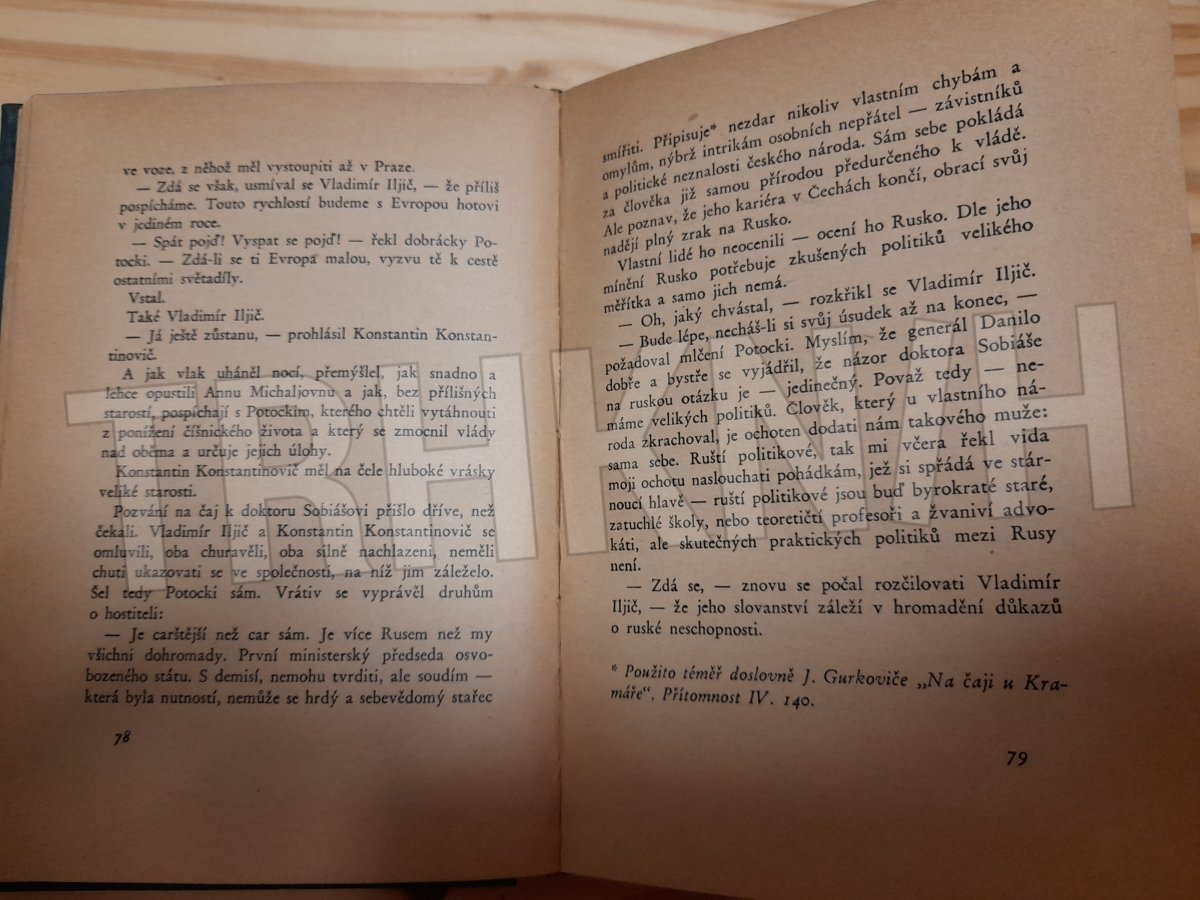 ve voze, z něhož měl vystoupiti až v Praze.
— Zdá se však, usmíval se Vladimír Iljič, — že příliš
pospícháme. Touto rychlostí budeme s Evropou hotovi
v jediném roce.
— Spát pojď! Vyspat se pojď! — řekl dobrácky Po-
tocki. — Zdá-li se ti Evropa malou, vyzvu tě k cestě
ostatními světadíly.
Vstal.
Také Vladimír Iljič.
— Já ještě zůstanu, — prohlásil Konstantin Konstan-
tinovič.
A jak vlak uháněl nocí, přemýšlel, jak snadno a
lehce opustili Annu Michaljovnu a jak, bez přílišných
starostí, pospíchají s Potockim, kterého chtěli vytáhnouti
z ponížení číšnického života a který se zmocnil vlády
nad oběma a určuje jejich úlohy.
Konstantin Konstantinovič měl na čele hluboké vrásky
veliké starosti.
Pozvání na čaj k doktoru Sobiášovi přišlo dříve, než
čekali. Vladimír Iljič a Konstantin Konstantinovič se
omluvili, oba churavěli, oba silně nachlazeni, neměli
chuti ukazovati se ve společnosti, na níž jim záleželo.
Šel tedy Potocki sám. Vrátiv se vyprávěl druhům
o hostiteli:
— Je carštější než car sám. Je více Rusem než my
všichni dohromady. První ministerský předseda osvo-
bozeného státu. S demisí, nemohu tvrditi, ale soudím —
která byla nutností, nemůže se hrdý a sebevědomý stařec
78
smířiti. Připisuje* nezdar nikoliv vlastním chybám a
omylům, nýbrž intrikám osobních nepřátel — závistníků
a politické neznalosti českého národa. Sám sebe pokládá
za člověka již samou přírodou předurčeného k vládě.
Ale poznav, že jeho kariéra v Čechách končí, obrací svůj
nadějí plný zrak na Rusko.
Vlastní lidé ho neocenili — ocení ho Rusko. Dle jeho
mínění Rusko potřebuje zkušených politiků velikého
měřítka a samo jich nemá.
— Oh, jaký chvástal, — rozkřikl se Vladimír Iljič.
— Bude lépe, necháš-li si svůj úsudek až na konec, —
požadoval mlčení Potocki. Myslím, že generál Danilo
dobře a bystře se vyjádřil, že názor doktora Sobiáše
na ruskou otázku je — jedinečný. Považ tedy — ne-
máme velikých politiků. Člověk, který u vlastního ná-
roda zkrachoval, je ochoten dodati nám takového muže:
sama sebe. Ruští politikové, tak mi včera řekl vida
moji ochotu naslouchati pohádkám, jež si spřádá ve stár-
noucí hlavě — ruští politikové jsou buď byrokraté staré,
zatuchlé školy, nebo teoretičtí profesoři a žvaniví advo-
káti, ale skutečných praktických politiků mezi Rusy
není.
— Zdá se, — znovu se počal rozčilovati Vladimír
Iljič, — že jeho slovanství záleží v hromadění důkazů
o ruské neschopnosti.
* Použito téměř doslovně J. Gurkoviče „Na čaji u Kra-
máře“. Přítomnost IV. 140.
79
TRHKNIH